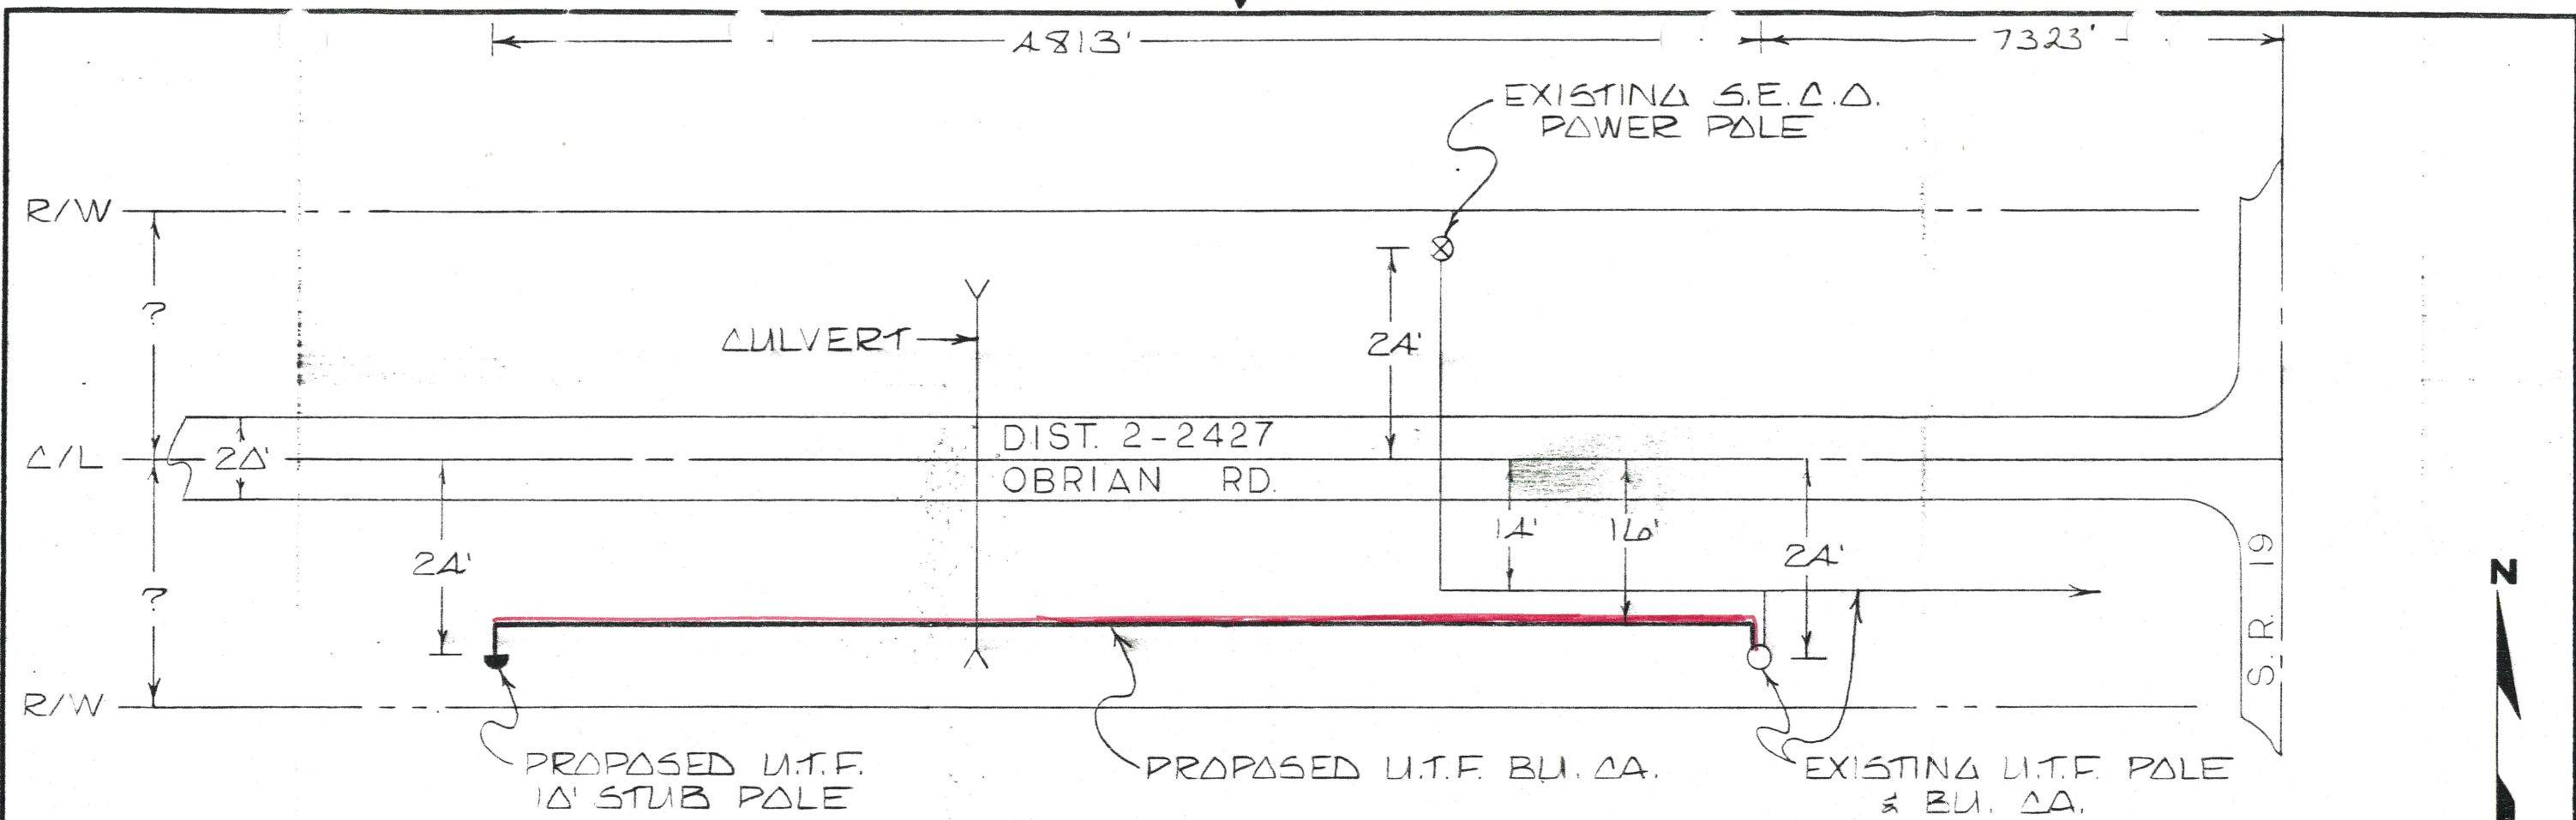 4813'
7323'
EXISTING S.E.C.O.
POWER POLE
R/W
?
CULVERT
24'
C/L
20'
DIST. 2-2427
OBRIAN RD.
24'
14'
16'
24'
?
S.R. 19
N
R/W
PROPOSED U.T.F.
10' STUB POLE
PROPOSED U.T.F. BU. CA.
EXISTING U.T.F. POLE
& BU. CA.